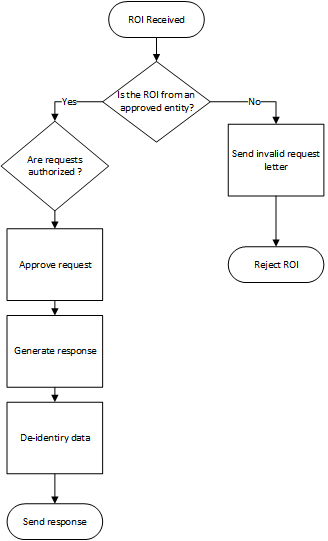 ROI Received
Is the ROI from an
approved entity?
Yes
No
Are requests
authorized ?
Send invalid request
letter
Approve request
Reject ROI
Generate response
De-identiry data
Send response